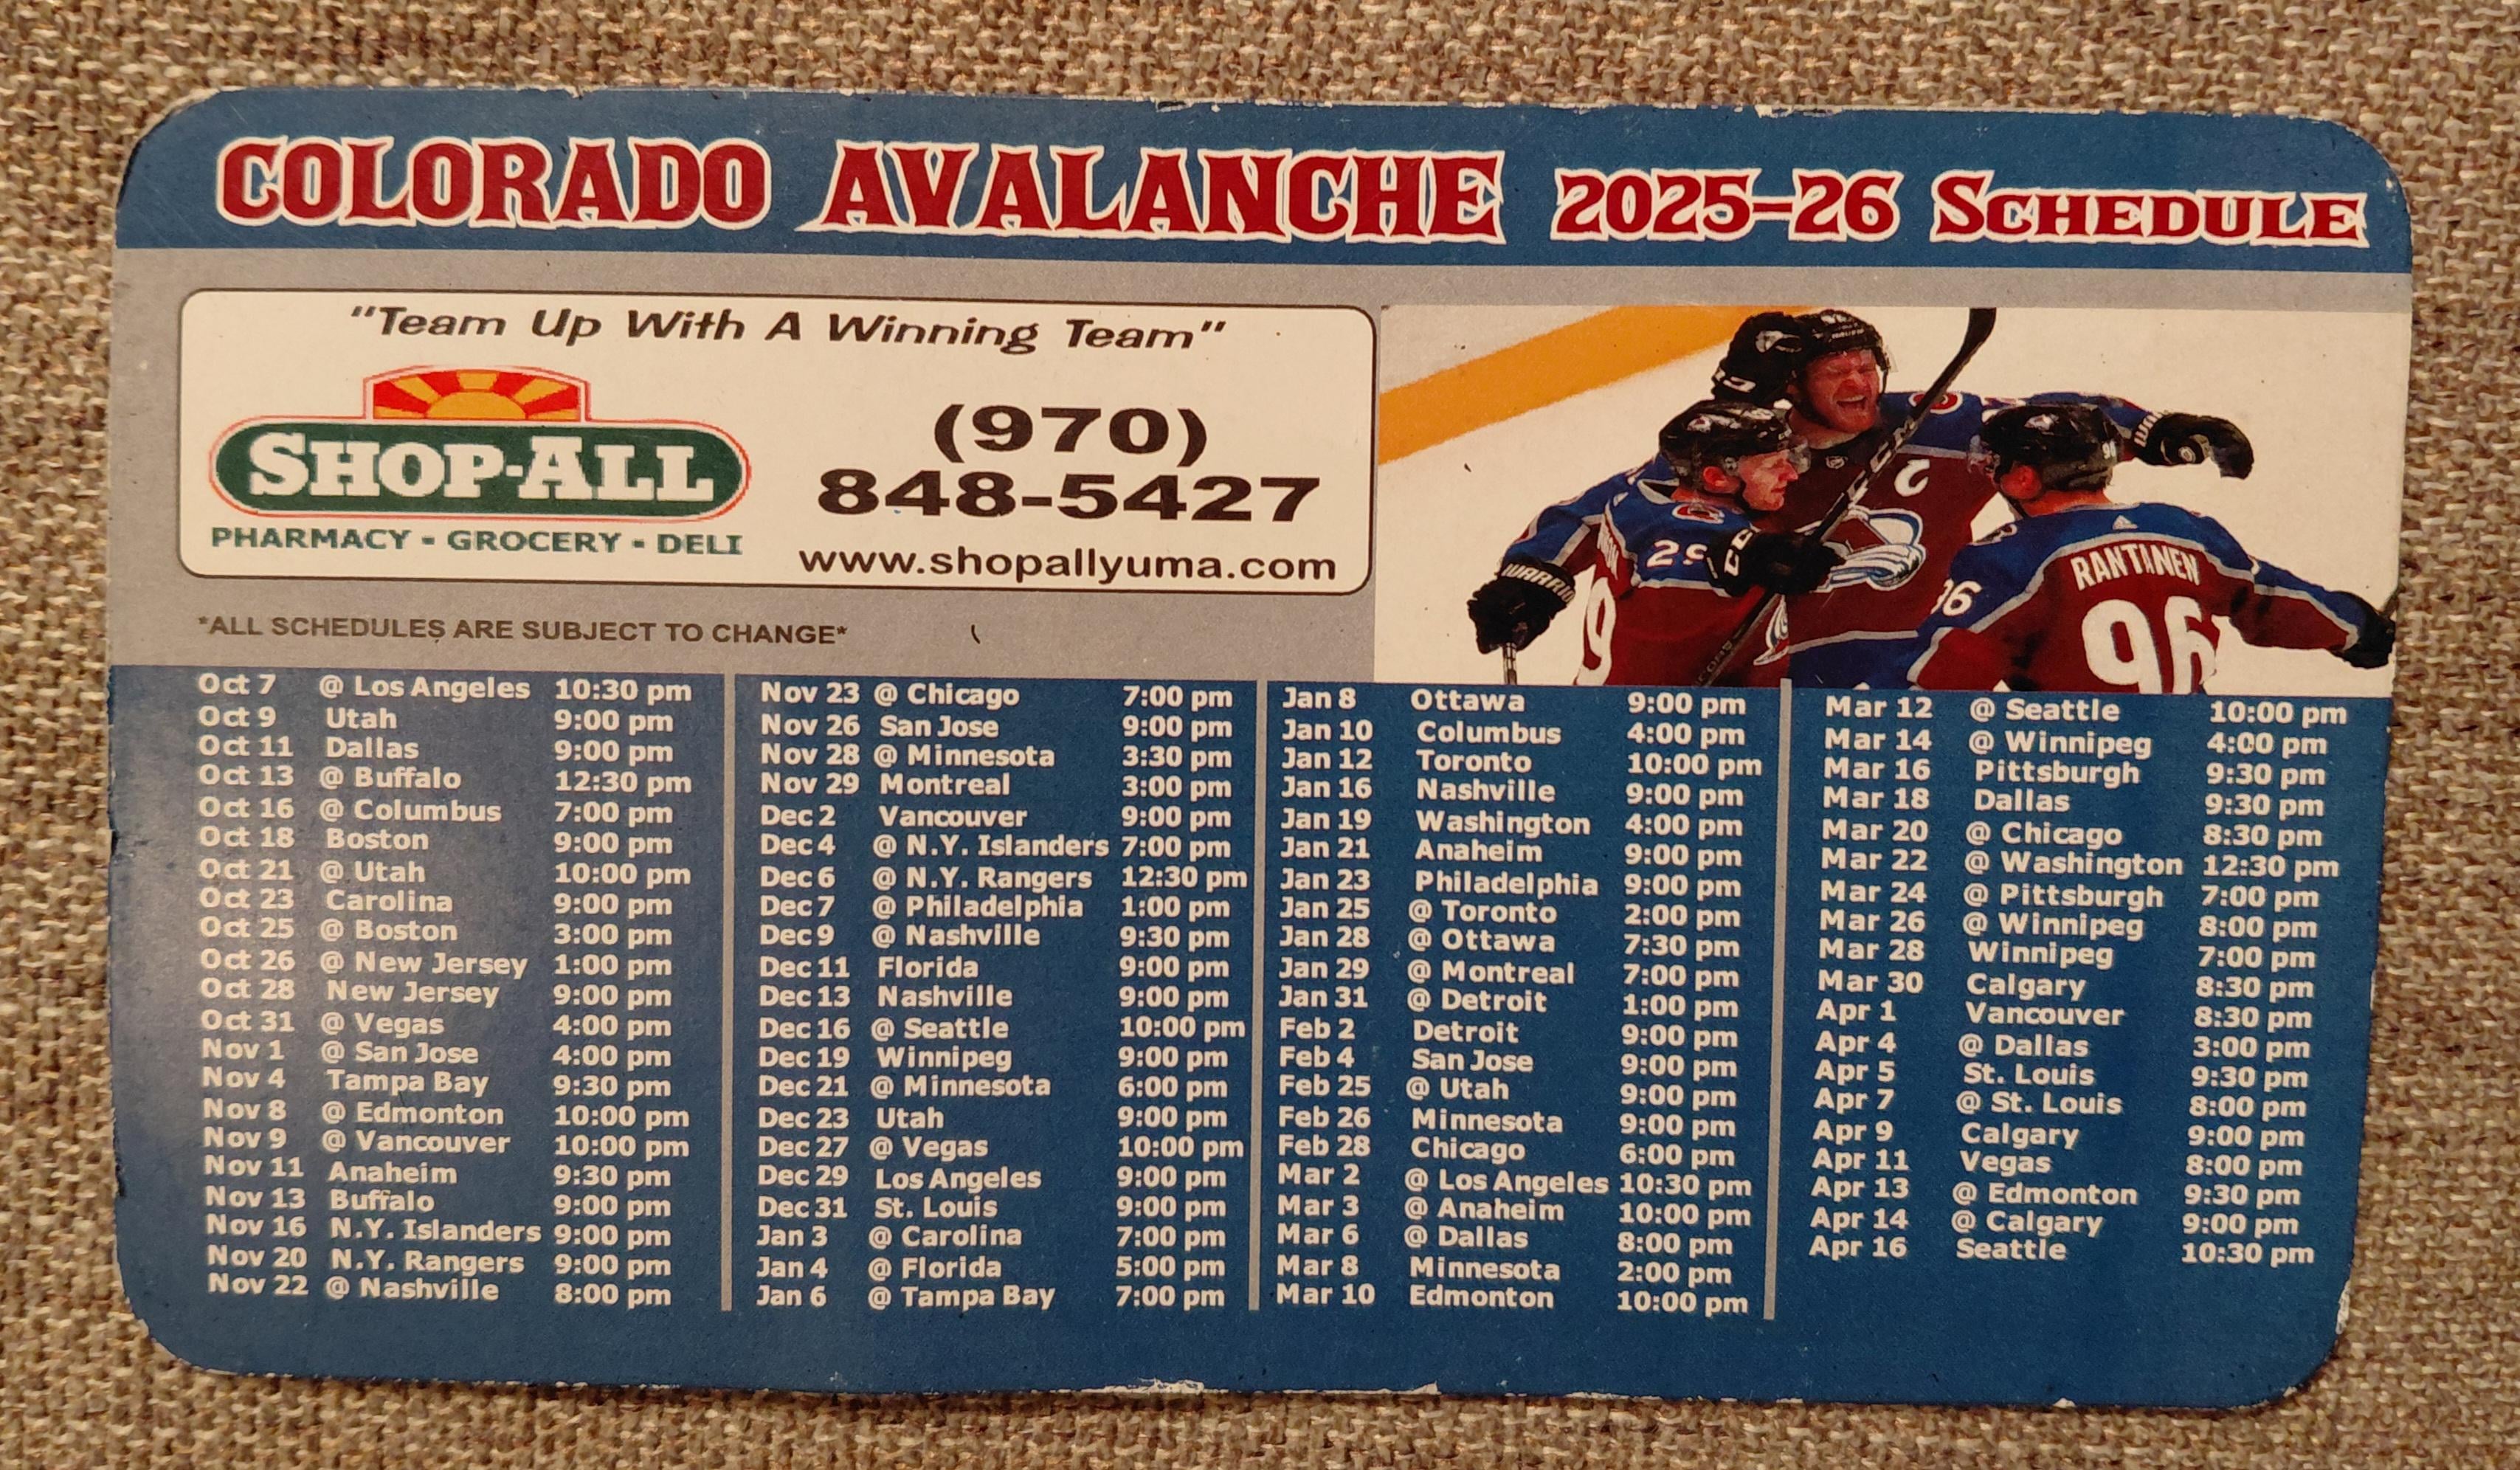 COLORADO AVALANCHE 2025-26 SCHEDULE
"Team Up With A Winning Team"
SHOP-ALL
PHARMACY - GROCERY - DELI
(970)
848-5427
www.shopallyuma.com
*ALL SCHEDULES ARE SUBJECT TO CHANGE*
C
29
9
WARRIOR
CCM
96
RANTANEN
96
Oct 7 @ Los Angeles 10:30 pm
Oct 9 Utah 9:00 pm
Oct 11 Dallas 9:00 pm
Oct 13 @ Buffalo 12:30 pm
Oct 16 @ Columbus 7:00 pm
Oct 18 Boston 9:00 pm
Oct 21 @ Utah 10:00 pm
Oct 23 Carolina 9:00 pm
Oct 25 @ Boston 3:00 pm
Oct 26 @ New Jersey 1:00 pm
Oct 28 New Jersey 9:00 pm
Oct 31 @ Vegas 4:00 pm
Nov 1 @ San Jose 4:00 pm
Nov 4 Tampa Bay 9:30 pm
Nov 8 @ Edmonton 10:00 pm
Nov 9 @ Vancouver 10:00 pm
Nov 11 Anaheim 9:30 pm
Nov 13 Buffalo 9:00 pm
Nov 16 N.Y. Islanders 9:00 pm
Nov 20 N.Y. Rangers 9:00 pm
Nov 22 @ Nashville 8:00 pm
Nov 23 @ Chicago 7:00 pm
Nov 26 San Jose 9:00 pm
Nov 28 @ Minnesota 3:30 pm
Nov 29 Montreal 3:00 pm
Dec 2 Vancouver 9:00 pm
Dec 4 @ N.Y. Islanders 7:00 pm
Dec 6 @ N.Y. Rangers 12:30 pm
Dec 7 @ Philadelphia 1:00 pm
Dec 9 @ Nashville 9:30 pm
Dec 11 Florida 9:00 pm
Dec 13 Nashville 9:00 pm
Dec 16 @ Seattle 10:00 pm
Dec 19 Winnipeg 9:00 pm
Dec 21 @ Minnesota 6:00 pm
Dec 23 Utah 9:00 pm
Dec 27 @ Vegas 10:00 pm
Dec 29 Los Angeles 9:00 pm
Dec 31 St. Louis 9:00 pm
Jan 3 @ Carolina 7:00 pm
Jan 4 @ Florida 5:00 pm
Jan 6 @ Tampa Bay 7:00 pm
Jan 8 Ottawa 9:00 pm
Jan 10 Columbus 4:00 pm
Jan 12 Toronto 10:00 pm
Jan 16 Nashville 9:00 pm
Jan 19 Washington 4:00 pm
Jan 21 Anaheim 9:00 pm
Jan 23 Philadelphia 9:00 pm
Jan 25 @ Toronto 2:00 pm
Jan 28 @ Ottawa 7:30 pm
Jan 29 @ Montreal 7:00 pm
Jan 31 @ Detroit 1:00 pm
Feb 2 Detroit 9:00 pm
Feb 4 San Jose 9:00 pm
Feb 25 @ Utah 9:00 pm
Feb 26 Minnesota 9:00 pm
Feb 28 Chicago 6:00 pm
Mar 2 @ Los Angeles 10:30 pm
Mar 3 @ Anaheim 10:00 pm
Mar 6 @ Dallas 8:00 pm
Mar 8 Minnesota 2:00 pm
Mar 10 Edmonton 10:00 pm
Mar 12 @ Seattle 10:00 pm
Mar 14 @ Winnipeg 4:00 pm
Mar 16 Pittsburgh 9:30 pm
Mar 18 Dallas 9:30 pm
Mar 20 @ Chicago 8:30 pm
Mar 22 @ Washington 12:30 pm
Mar 24 @ Pittsburgh 7:00 pm
Mar 26 @ Winnipeg 8:00 pm
Mar 28 Winnipeg 7:00 pm
Mar 30 Calgary 8:30 pm
Apr 1 Vancouver 8:30 pm
Apr 4 @ Dallas 3:00 pm
Apr 5 St. Louis 9:30 pm
Apr 7 @ St. Louis 8:00 pm
Apr 9 Calgary 9:00 pm
Apr 11 Vegas 8:00 pm
Apr 13 @ Edmonton 9:30 pm
Apr 14 @ Calgary 9:00 pm
Apr 16 Seattle 10:30 pm